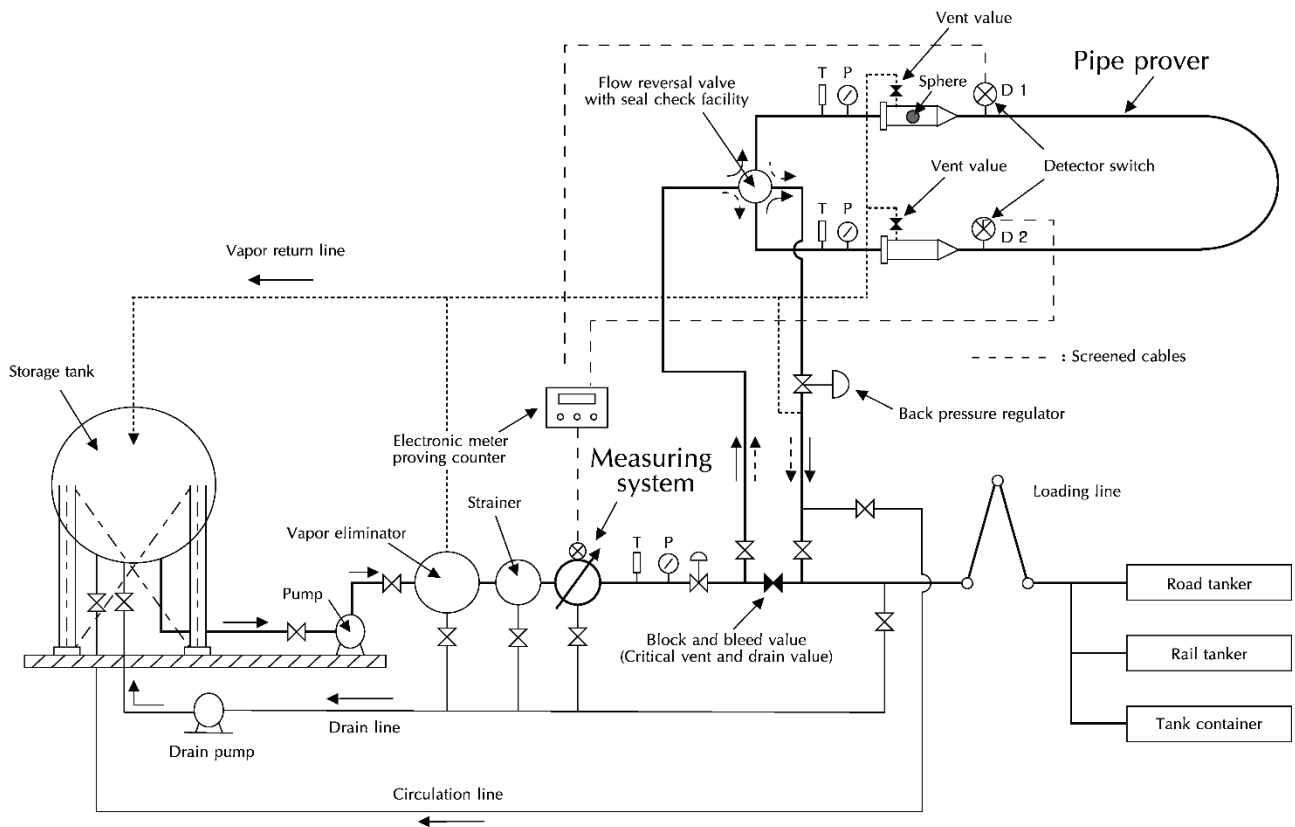 Vent value
Pipe prover
Flow reversal valve
with seal check facility
T
P
Sphere
D 1
Vent value
Detector switch
T
P
D 2
Vapor return line
: Screened cables
Storage tank
Back pressure regulator
Electronic meter
proving counter
Measuring
system
Strainer
Loading line
Vapor eliminator
T
P
Pump
Road tanker
Block and bleed value
(Critical vent and drain value)
Rail tanker
Drain line
Tank container
Drain pump
Circulation line